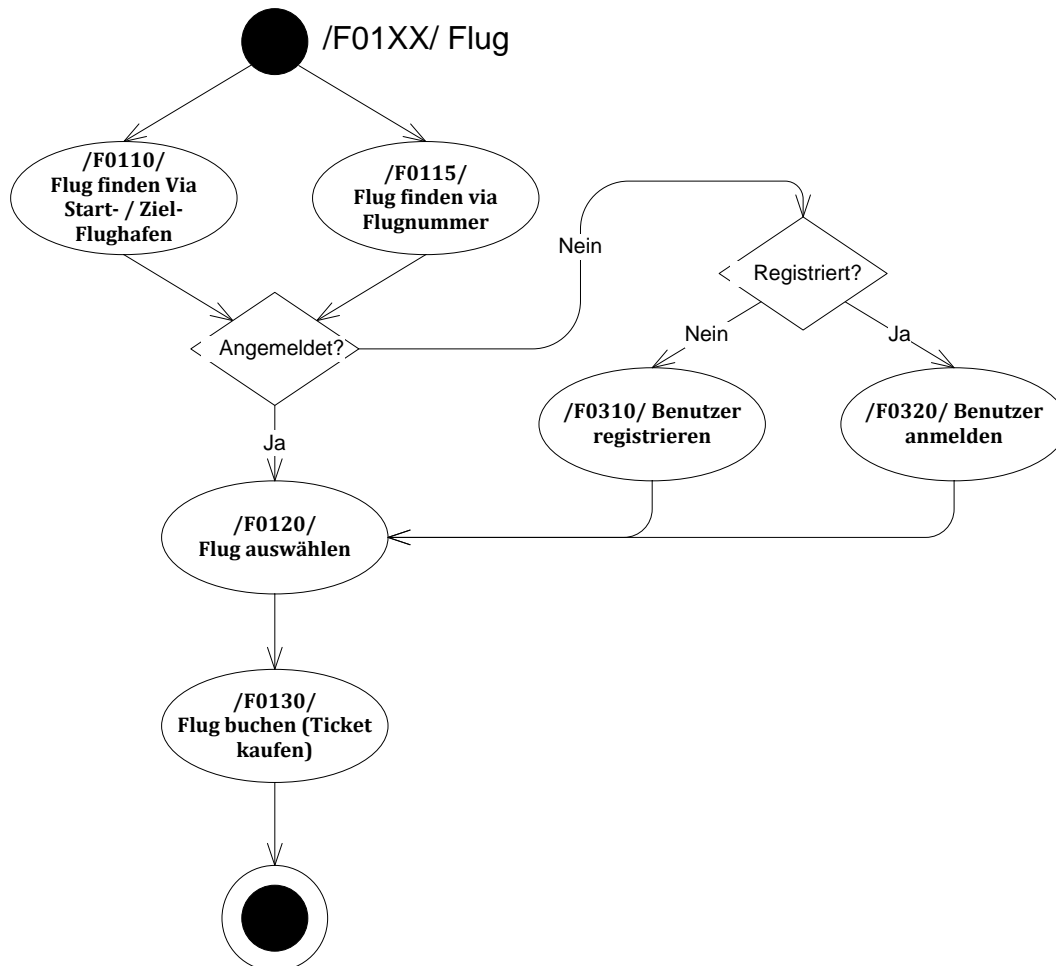 /F01XX/ Flug
/F0110/
Flug finden Via
Start- / Ziel-
Flughafen
/F0115/
Flug finden via
Flugnummer
Nein
Registriert?
Angemeldet?
Nein
Ja
/F0310/ Benutzer
registrieren
/F0320/ Benutzer
anmelden
Ja
/F0120/
Flug auswählen
/F0130/
Flug buchen (Ticket
kaufen)